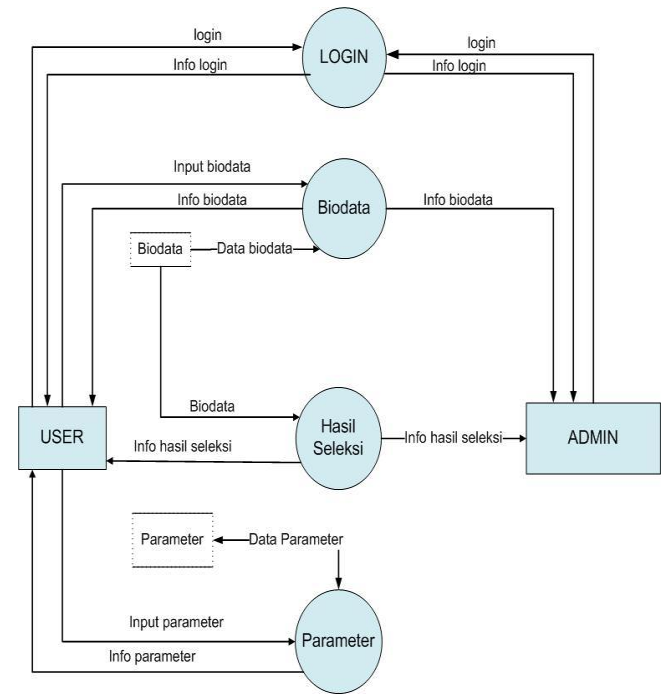 login
LOGIN
login
Info login
Info login
Input biodata
Info biodata
Biodata
Info biodata
Biodata
Data biodata
Biodata
Hasil
Seleksi
USER
Info hasil seleksi
Info hasil seleksi
ADMIN
Parameter
Data Parameter
Input parameter
Parameter
Info parameter